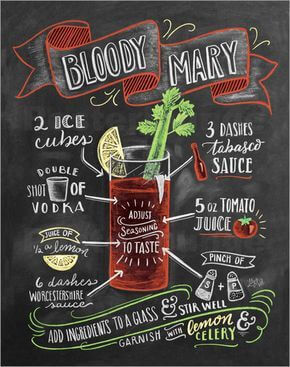 BLOODY MARY
2 ICE
cubes
DOUBLE
SHOT OF
VODKA
JUICE OF
1/2 a lemon
6 dashes
WORCESTERSHIRE
sauce
3 DASHES
tabasco
SAUCE
5 oz TOMATO
JUICE
PINCH OF
S & P
ADJUST
Seasoning
TO TASTE
ADD INGREDIENTS TO A GLASS & STIR WELL
GARNISH WITH lemon & CELERY